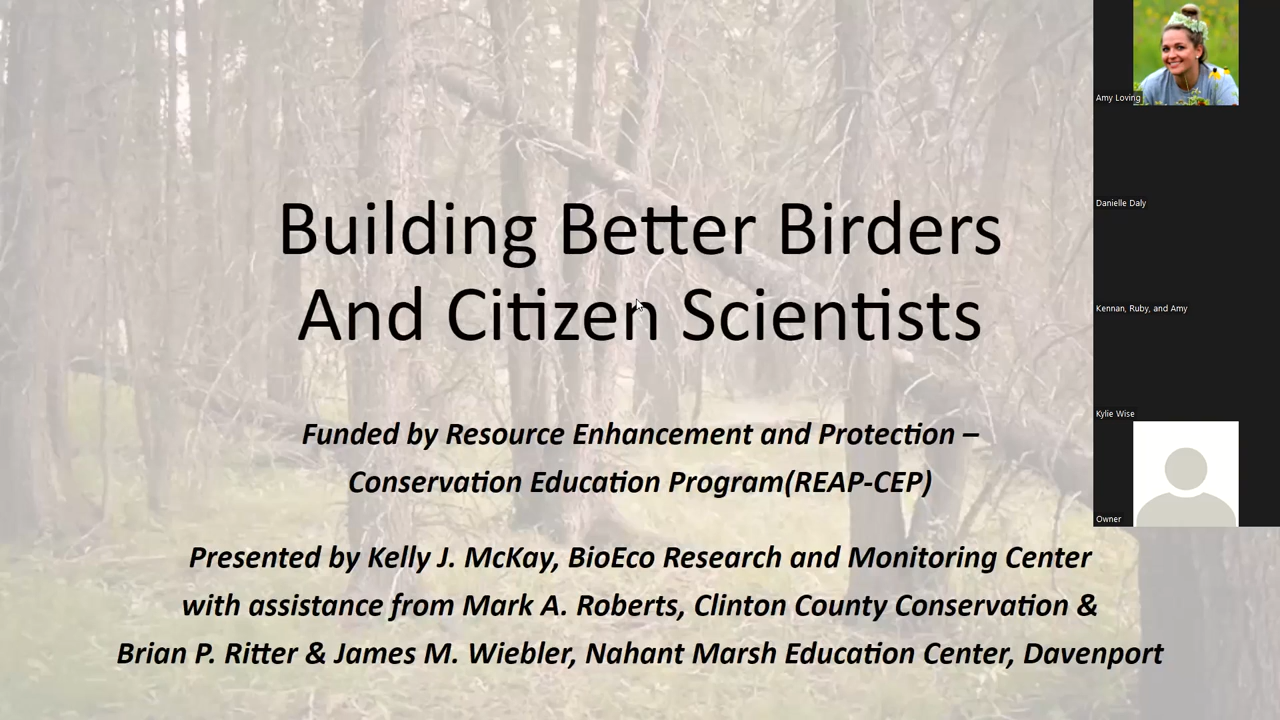 Building Better Birders
And Citizen Scientists
Funded by Resource Enhancement and Protection –
Conservation Education Program(REAP-CEP)
Presented by Kelly J. McKay, BioEco Research and Monitoring Center
with assistance from Mark A. Roberts, Clinton County Conservation &
Brian P. Ritter & James M. Wiebler, Nahant Marsh Education Center, Davenport
Amy Loving
Danielle Daly
Kennan, Ruby, and Amy
Kylie Wise
Owner